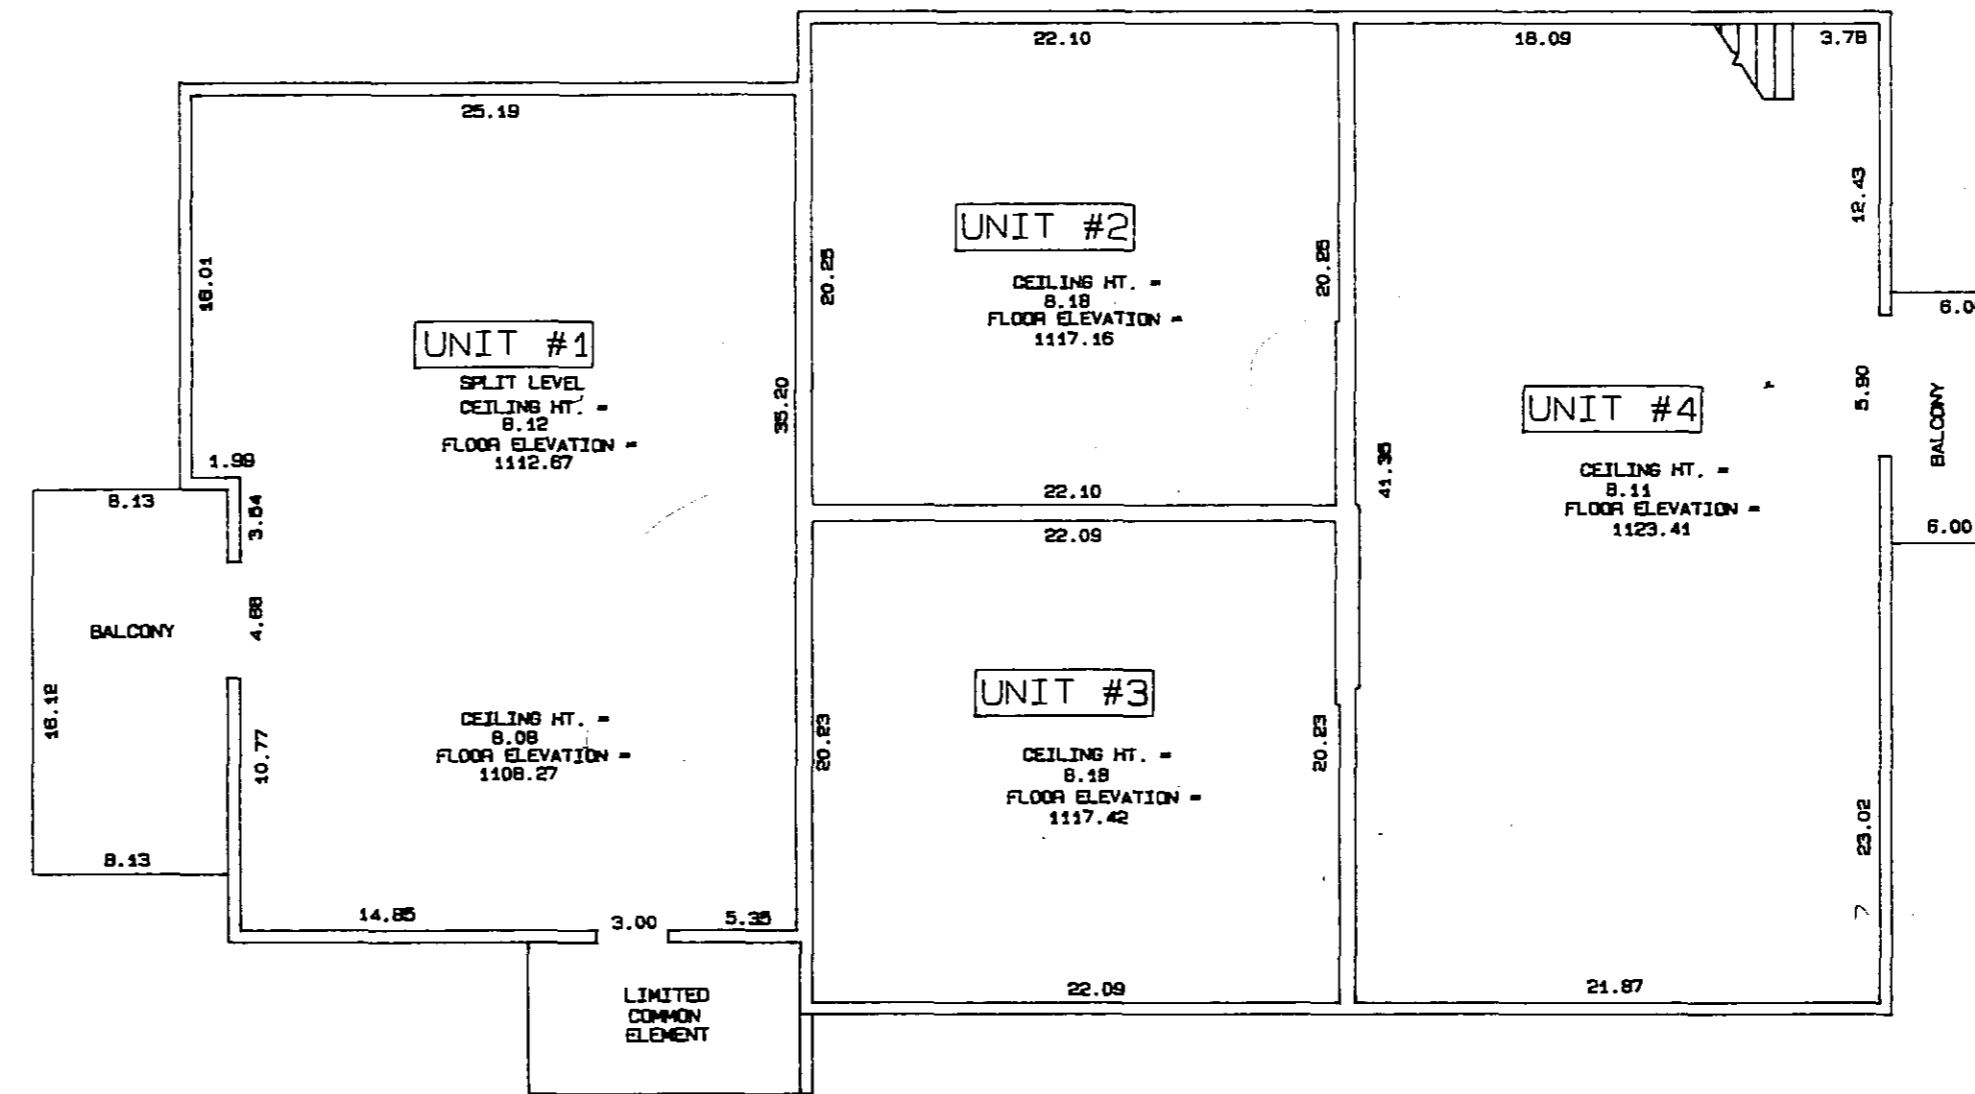 22.10
18.09
3.78
25.19
12.43
UNIT #2
20.25
20.25
CEILING HT. =
8.18
FLOOR ELEVATION =
1117.16
16.01
6.0
UNIT #1
SPLIT LEVEL
CEILING HT. =
8.12
FLOOR ELEVATION =
1112.67
35.20
5.90
BALCONY
UNIT #4
CEILING HT. =
8.11
FLOOR ELEVATION =
1123.41
41.35
1.99
8.13
3.54
22.10
22.09
6.00
BALCONY
4.88
16.12
10.77
UNIT #3
CEILING HT. =
8.18
FLOOR ELEVATION =
1117.42
20.23
20.23
CEILING HT. =
8.08
FLOOR ELEVATION =
1108.27
23.02
8.13
14.85
3.00
5.35
22.09
21.87
LIMITED
COMMON
ELEMENT